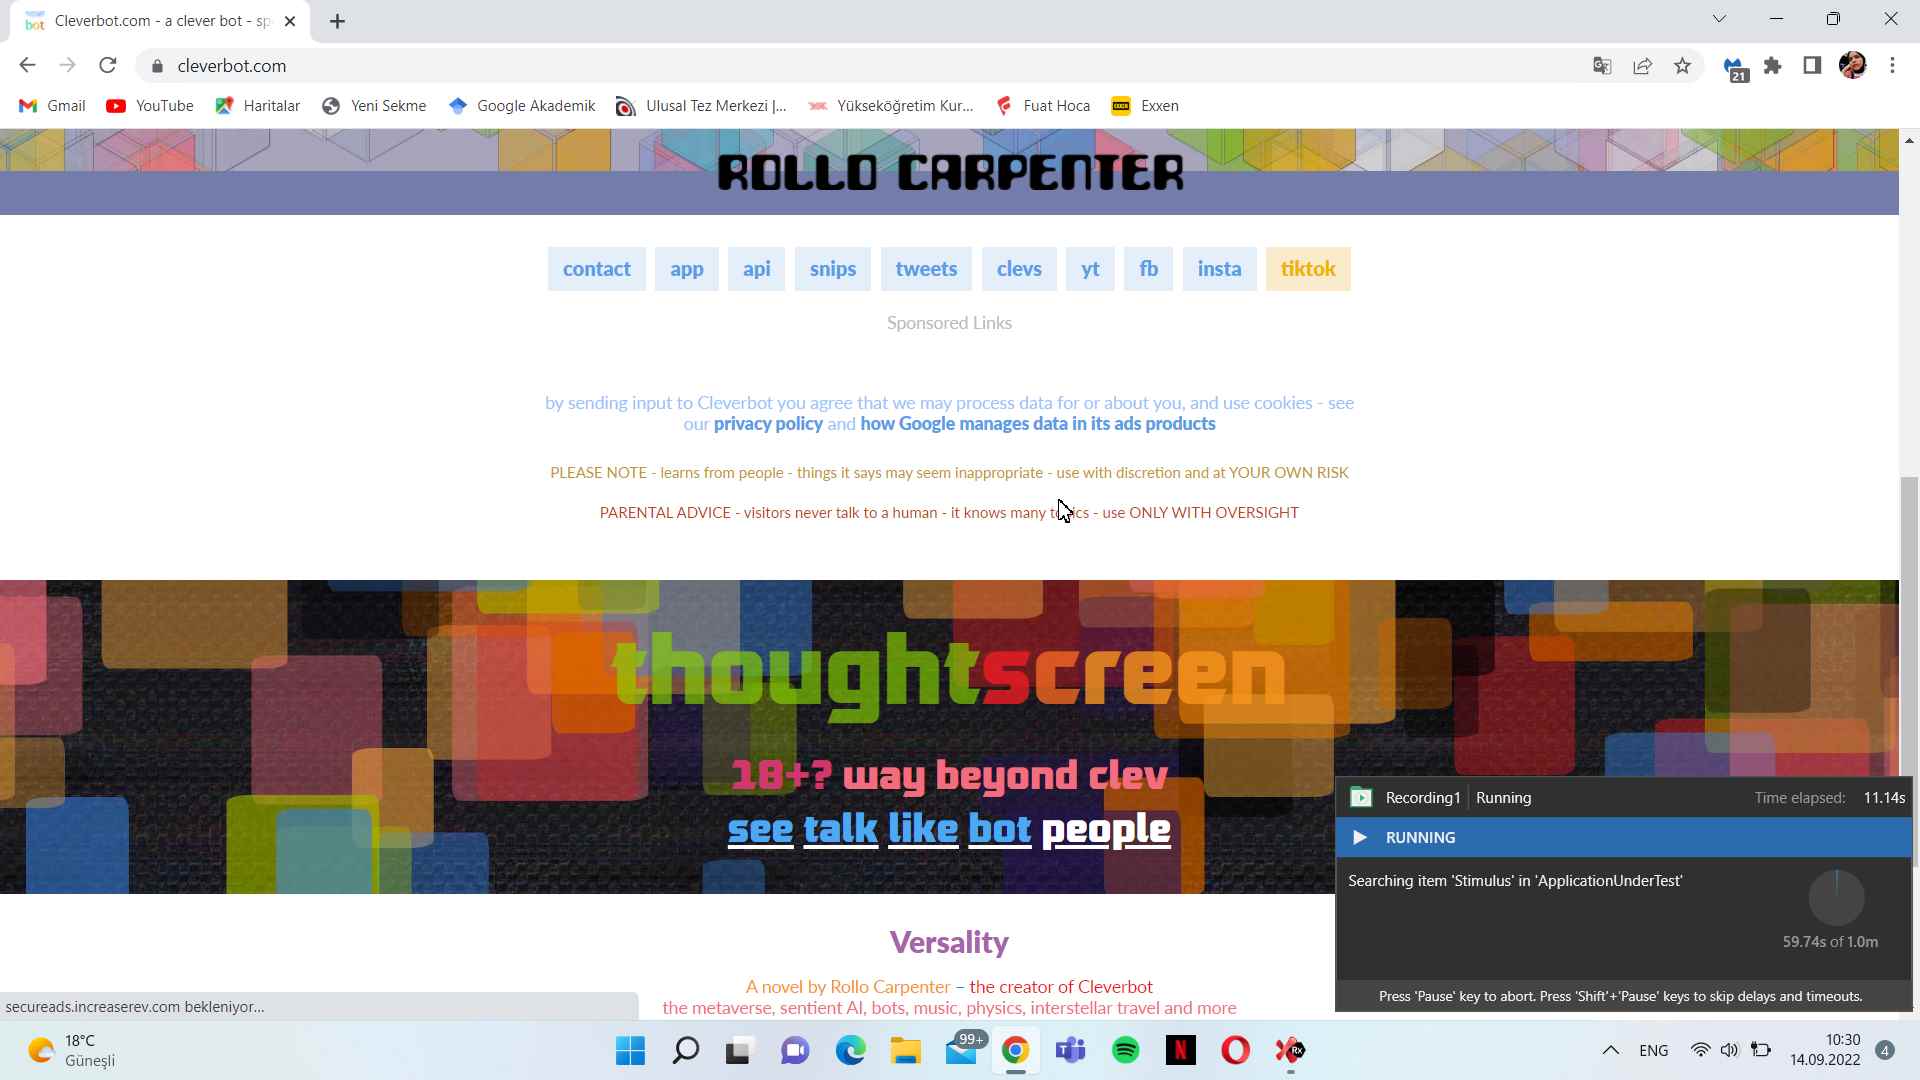 Cleverbot.com - a clever bot - sp
cleverbot.com
21
Gmail
YouTube
Haritalar
Yeni Sekme
Google Akademik
Ulusal Tez Merkezi |...
Yükseköğretim Kur...
Fuat Hoca
Exxen
ROLLO CARPENTER
contact app api snips tweets clevs yt fb insta tiktok
Sponsored Links
by sending input to Cleverbot you agree that we may process data for or about you, and use cookies - see
our privacy policy and how Google manages data in its ads products
PLEASE NOTE - learns from people - things it says may seem inappropriate - use with discretion and at YOUR OWN RISK
PARENTAL ADVICE - visitors never talk to a human - it knows many topics - use ONLY WITH OVERSIGHT
thoughtscreen
18+? way beyond clev
see talk like bot people
Recording1 Running Time elapsed: 11.14s
RUNNING
Searching item 'Stimulus' in 'ApplicationUnderTest'
59.74s of 1.0m
Press 'Pause' key to abort. Press 'Shift'+'Pause' keys to skip delays and timeouts.
Versality
A novel by Rollo Carpenter – the creator of Cleverbot
the metaverse, sentient AI, bots, music, physics, interstellar travel and more
secureads.increaserev.com bekleniyor...
18°C
Güneşli
99+
ENG
10:30
14.09.2022
4